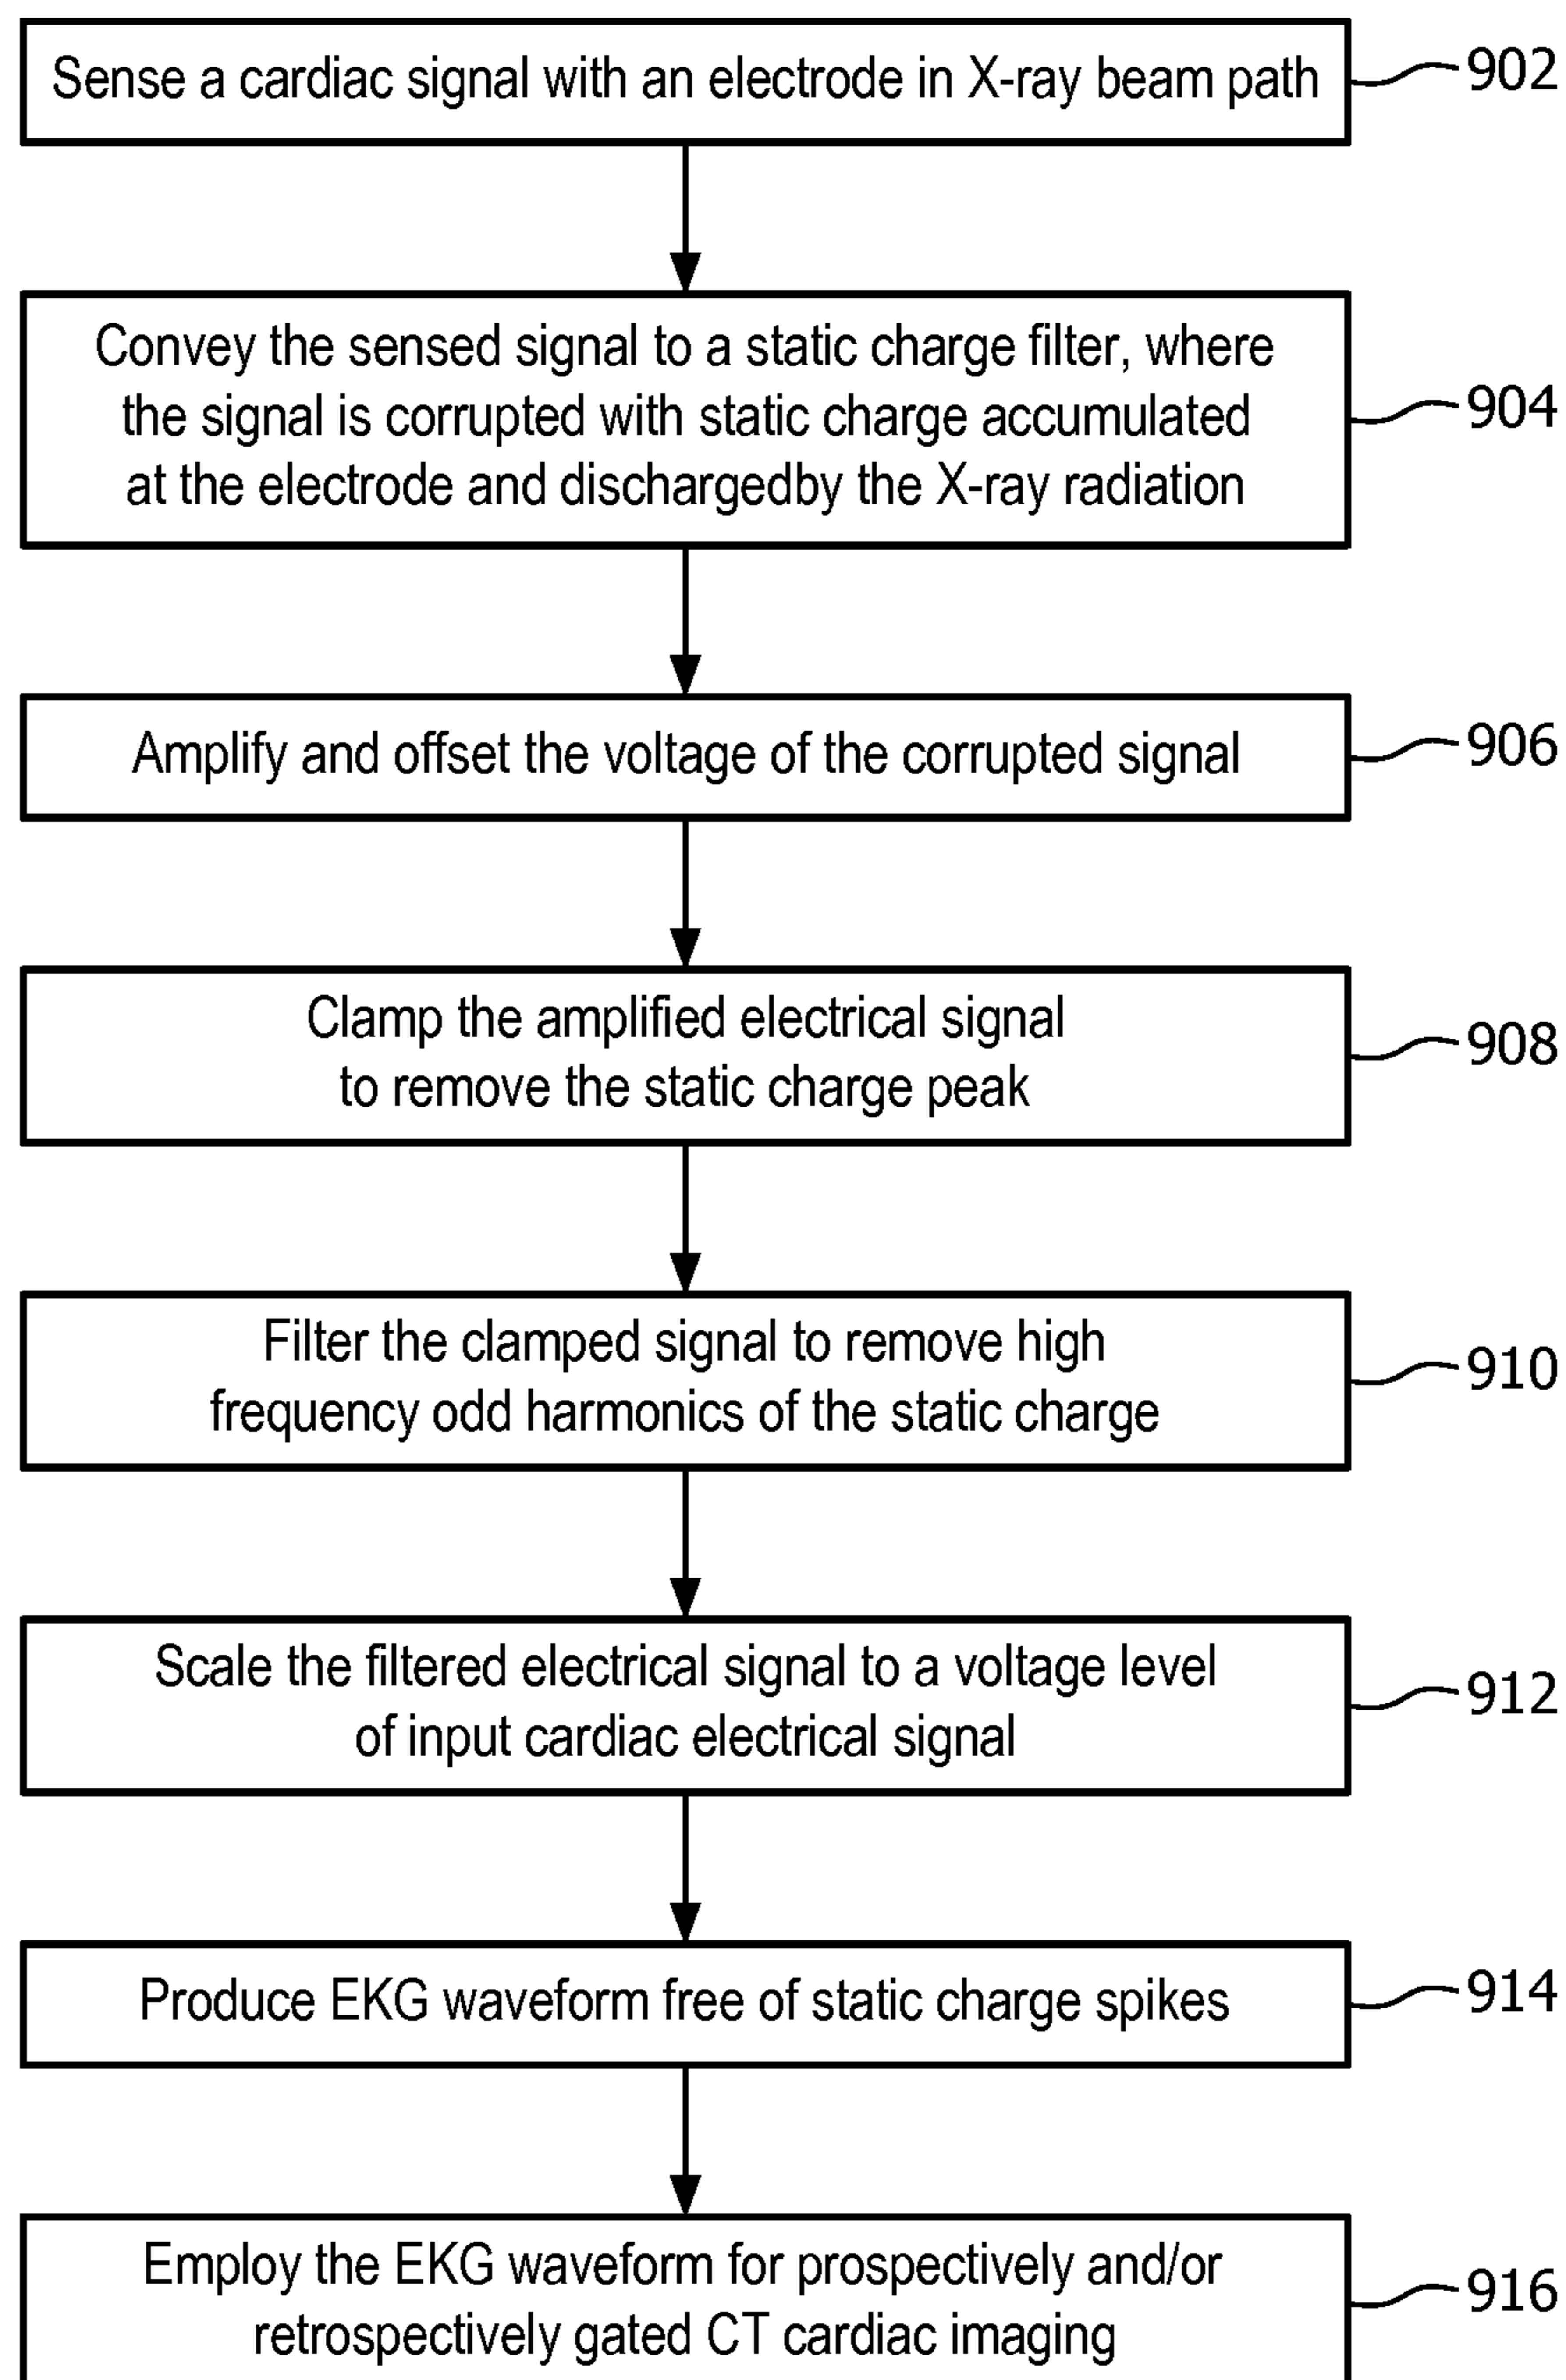 Sense a cardiac signal with an electrode in X-ray beam path
902
Convey the sensed signal to a static charge filter, where
the signal is corrupted with static charge accumulated
at the electrode and dischargedby the X-ray radiation
904
Amplify and offset the voltage of the corrupted signal
906
Clamp the amplified electrical signal
to remove the static charge peak
908
Filter the clamped signal to remove high
frequency odd harmonics of the static charge
910
Scale the filtered electrical signal to a voltage level
of input cardiac electrical signal
912
Produce EKG waveform free of static charge spikes
914
Employ the EKG waveform for prospectively and/or
retrospectively gated CT cardiac imaging
916